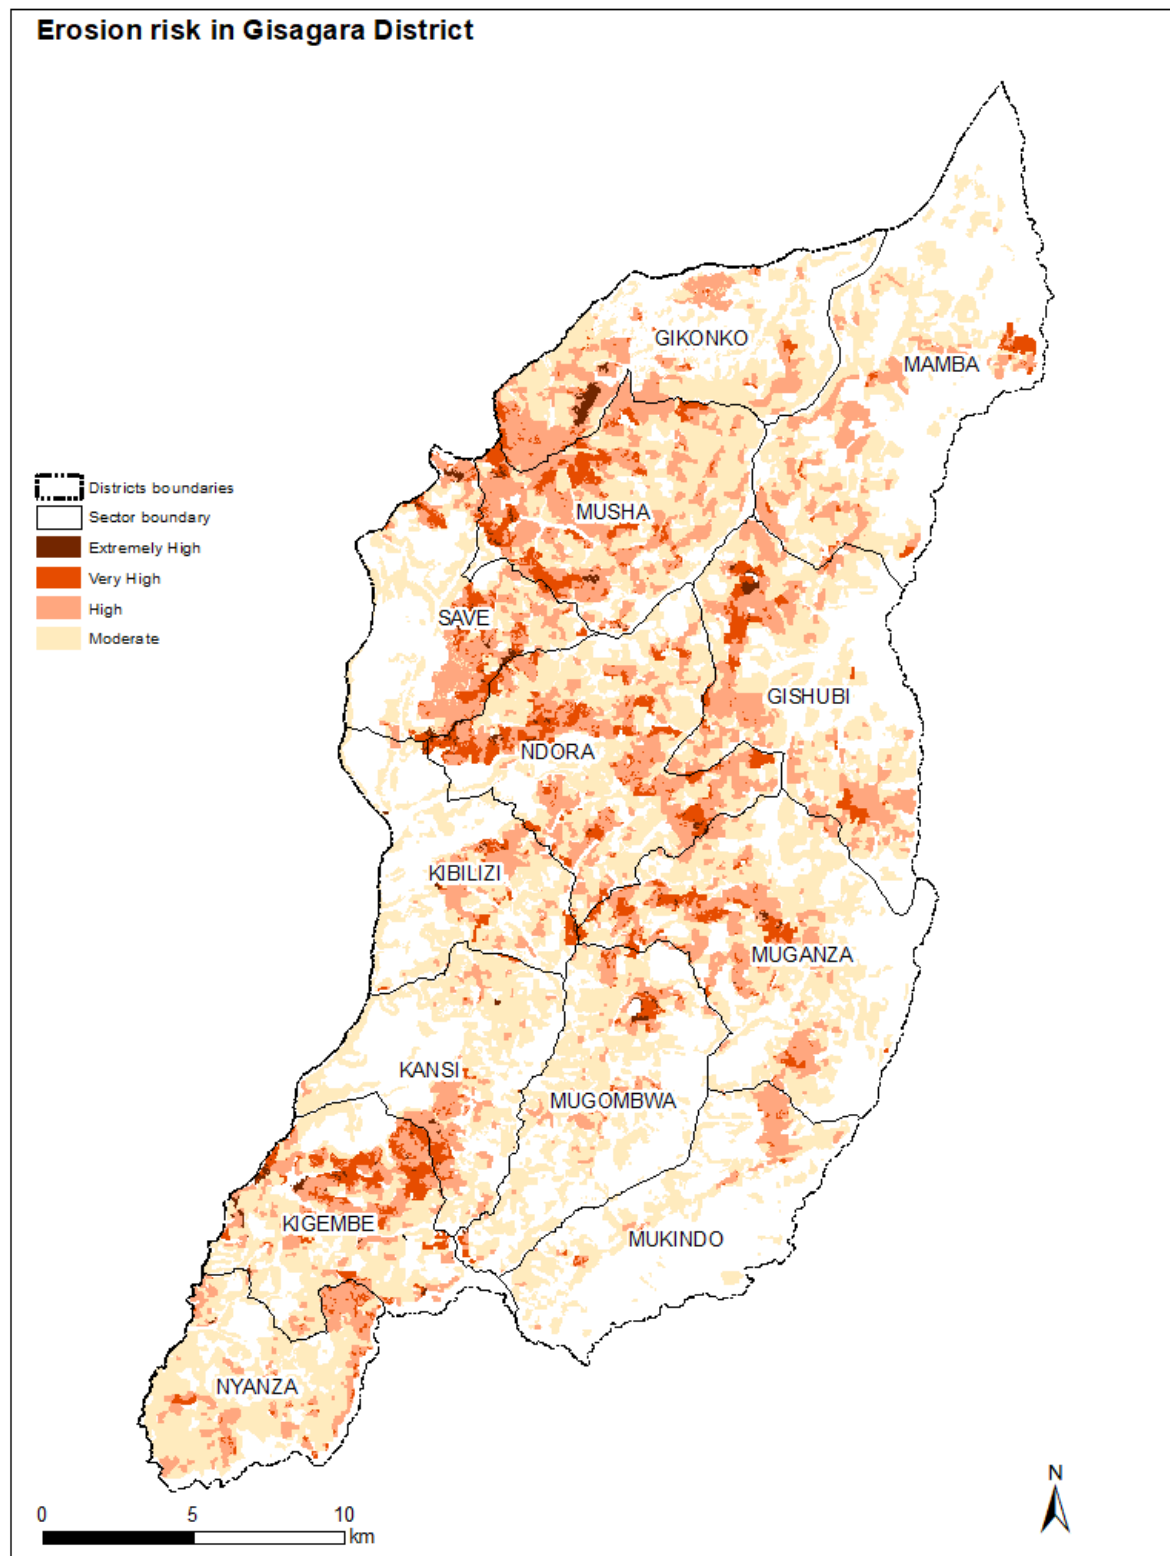 Erosion risk in Gisagara District
GIKONKO
MAMBA
Districts boundaries
Sector boundary
Extremely High
Very High
High
Moderate
MUSHA
SAVE
GISHUBI
NDORA
KIBILIZI
MUGANZA
KANSI
MUGOMBWA
KIGEMBE
MUKINDO
NYANZA
N
0 5 10
km